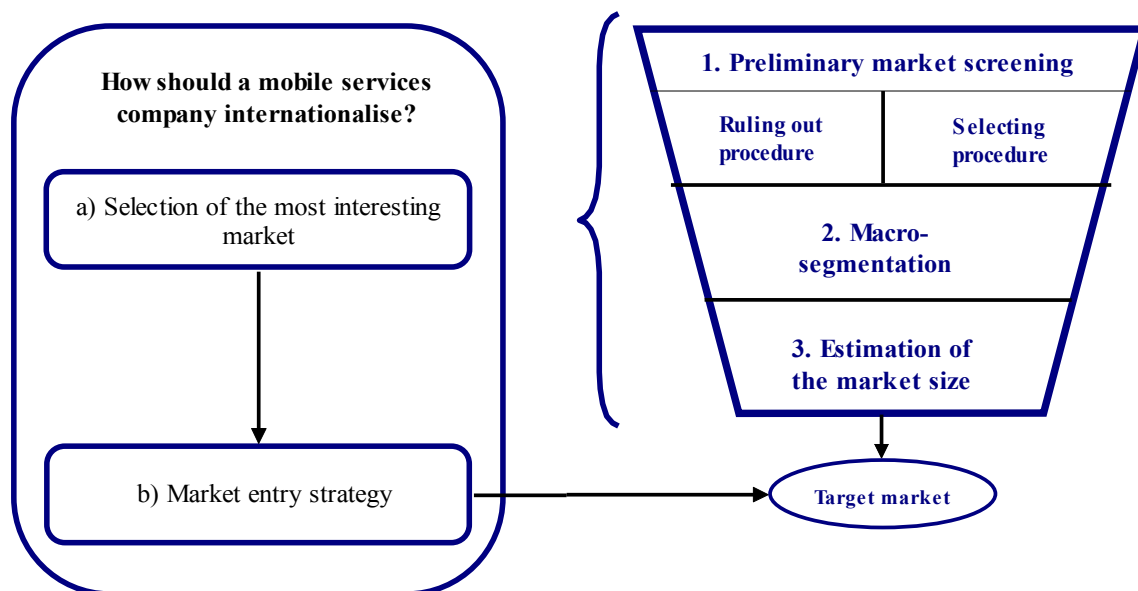 How should a mobile services
company internationalise?
a) Selection of the most interesting
market
b) Market entry strategy
1. Preliminary market screening
Ruling out
procedure
Selecting
procedure
2. Macro-
segmentation
3. Estimation of
the market size
Target market